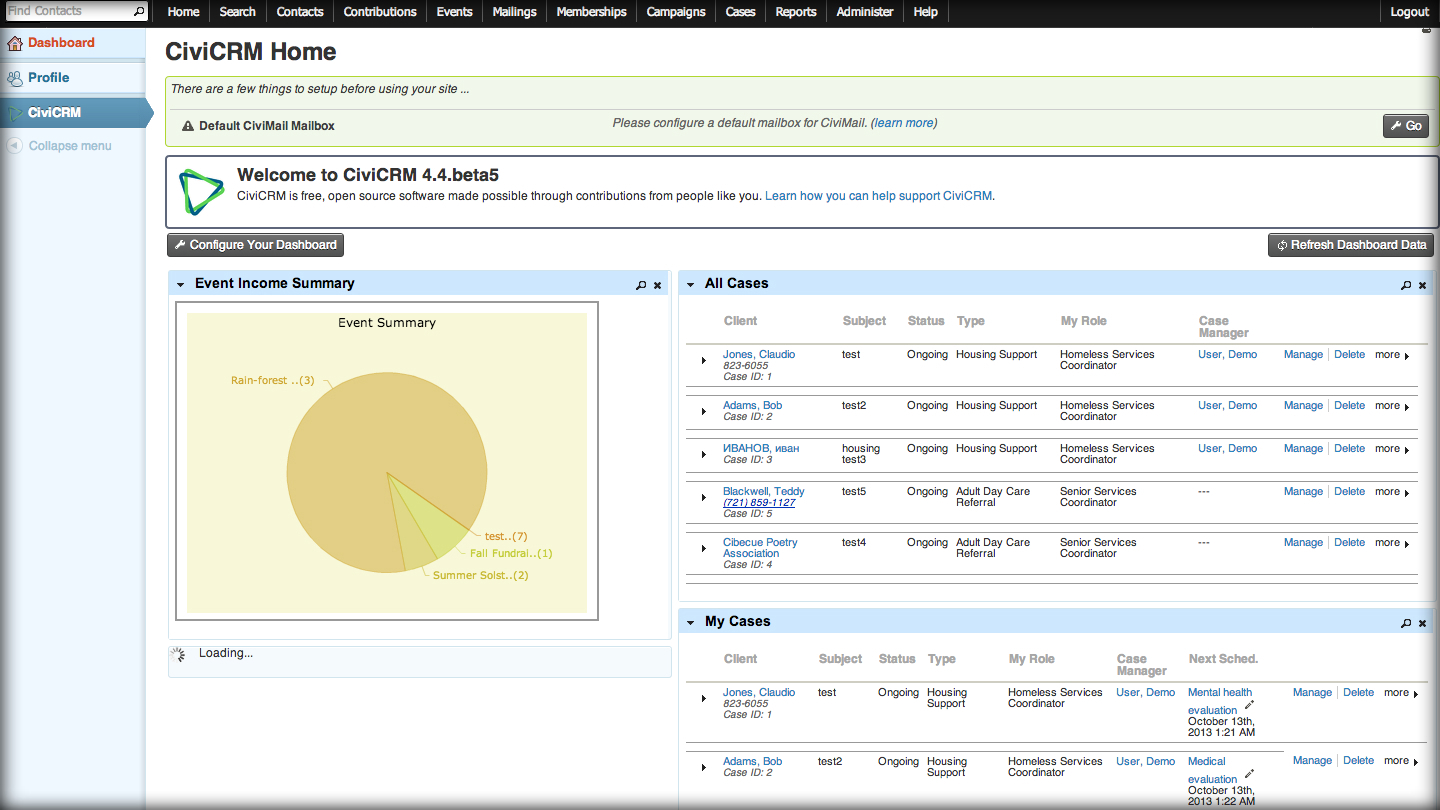 Find Contacts
Home Search Contacts Contributions Events Mailings Memberships Campaigns Cases Reports Administer Help Logout
Dashboard
Profile
CiviCRM
Collapse menu
CiviCRM Home
There are a few things to setup before using your site ...
Default CiviMail Mailbox
Please configure a default mailbox for CiviMail. (learn more)
Go
Welcome to CiviCRM 4.4.beta5
CiviCRM is free, open source software made possible through contributions from people like you. Learn how you can help support CiviCRM.
Configure Your Dashboard
Refresh Dashboard Data
Event Income Summary
Event Summary
Rain-forest ..(3)
test..(7)
Fall Fundrai..(1)
Summer Solst..(2)
Loading...
All Cases
Client Subject Status Type My Role Case
Manager
Jones, Claudio test Ongoing Housing Support Homeless Services User, Demo Manage Delete more
823-6055 Coordinator
Case ID: 1
Adams, Bob test2 Ongoing Housing Support Homeless Services User, Demo Manage Delete more
Case ID: 2 Coordinator
ИВАНОВ, иван housing Ongoing Housing Support Homeless Services User, Demo Manage Delete more
Case ID: 3 test3 Coordinator
Blackwell, Teddy test5 Ongoing Adult Day Care Senior Services --- Manage Delete more
(721) 859-1127 Referral Coordinator
Case ID: 5
Cibecue Poetry test4 Ongoing Adult Day Care Senior Services --- Manage Delete more
Association Referral Coordinator
Case ID: 4
My Cases
Client Subject Status Type My Role Case Next Sched.
Manager
Jones, Claudio test Ongoing Housing Homeless Services User, Demo Mental health Manage Delete more
823-6055 Support Coordinator
Case ID: 1 evaluation
October 13th,
2013 1:21 AM
Adams, Bob test2 Ongoing Housing Homeless Services User, Demo Medical Manage Delete more
Case ID: 2 Support Coordinator
evaluation
October 13th,
2013 1:22 AM